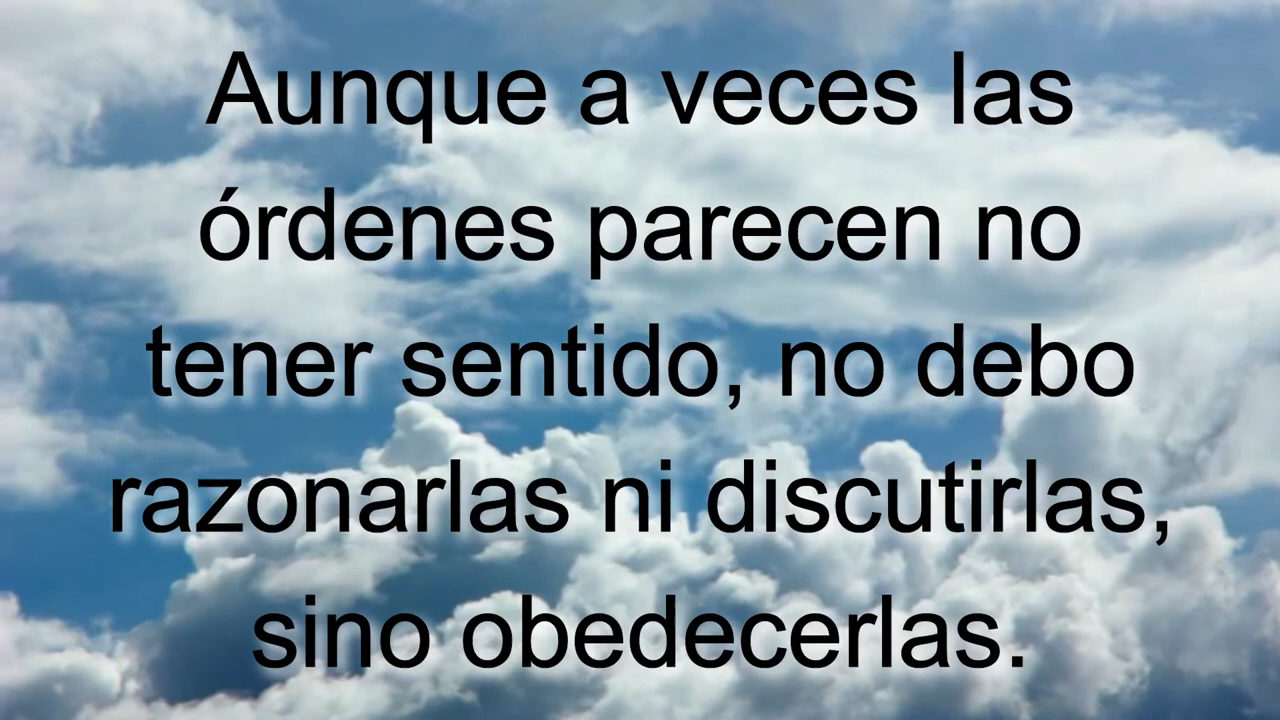 Aunque a veces las
órdenes parecen no
tener sentido, no debo
razonarlas ni discutirlas,
sino obedecerlas.